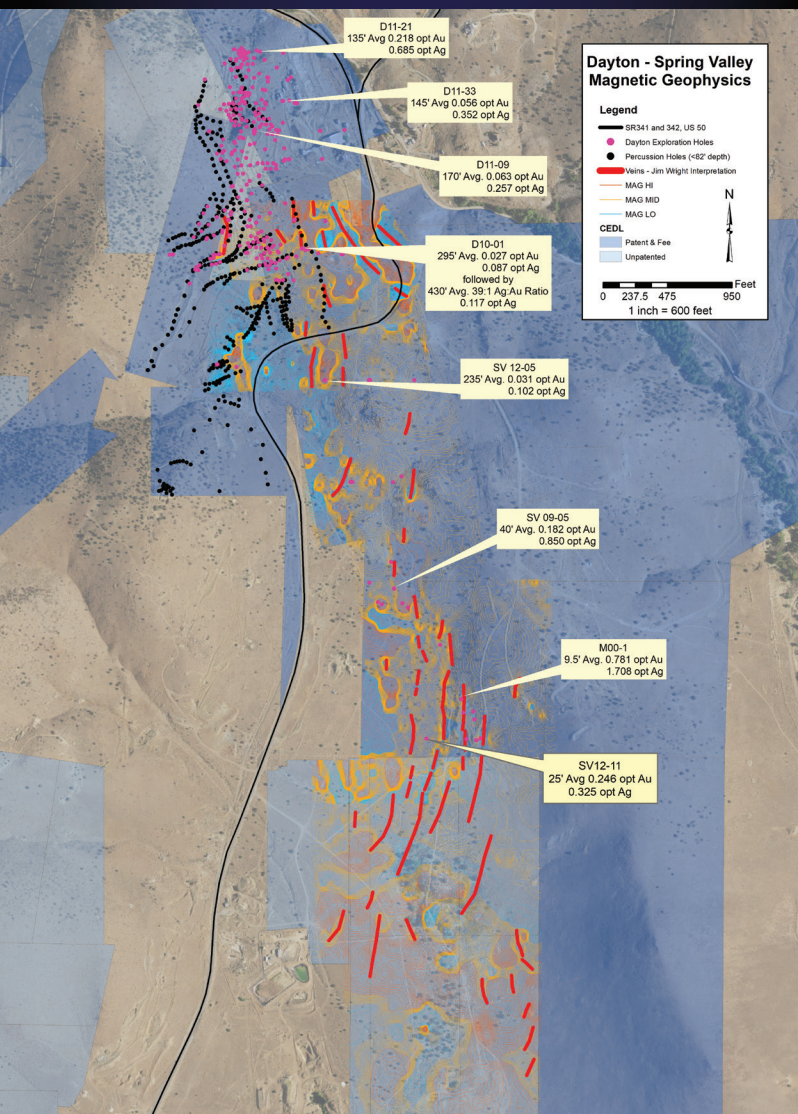 D11-21
135' Avg 0.218 opt Au
0.685 opt Ag
D11-33
145' Avg 0.056 opt Au
0.352 opt Ag
D11-09
170' Avg. 0.063 opt Au
0.257 opt Ag
D10-01
295' Avg. 0.027 opt Au
0.087 opt Ag
followed by
430' Avg. 39:1 Ag:Au Ratio
0.117 opt Ag
SV 12-05
235' Avg. 0.031 opt Au
0.102 opt Ag
SV 09-05
40' Avg. 0.182 opt Au
0.850 opt Ag
M00-1
9.5' Avg. 0.781 opt Au
1.708 opt Ag
SV12-11
25' Avg 0.246 opt Au
0.325 opt Ag
Dayton - Spring Valley
Magnetic Geophysics
Legend
SR341 and 342, US 50
Dayton Exploration Holes
Percussion Holes (<82' depth)
Veins - Jim Wright Interpretation
MAG HI
MAG MID
MAG LO
CEDL
Patent & Fee
Unpatented
N
Feet
0 237.5 475 950
1 inch = 600 feet